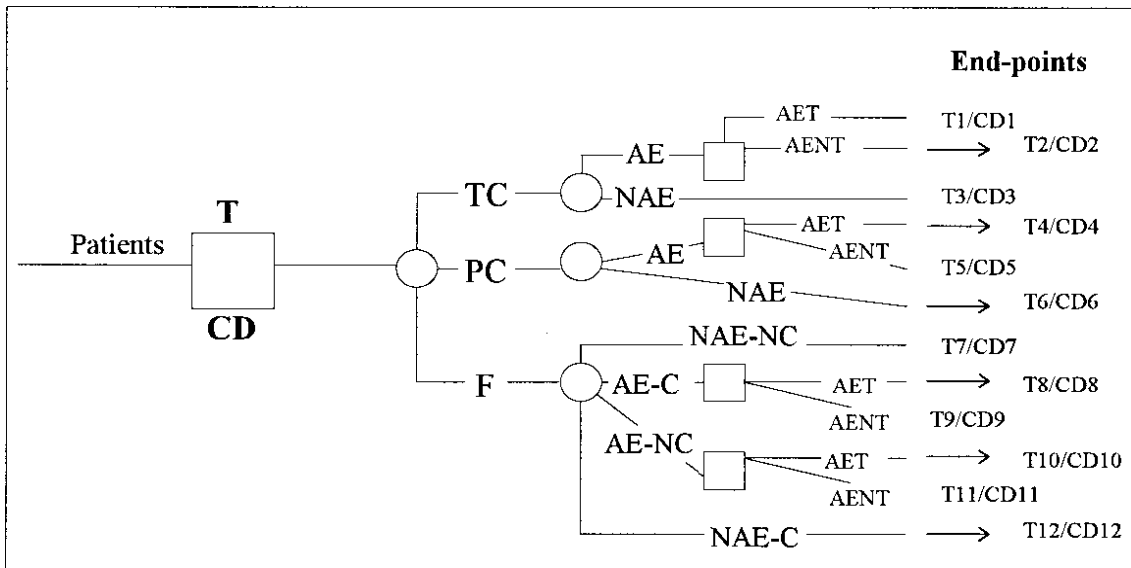 End-points
AET T1/CD1
AENT T2/CD2
AE
TC
NAE T3/CD3
T
Patients
CD
AET T4/CD4
AE
AENT
T5/CD5
PC
NAE
T6/CD6
NAE-NC T7/CD7
F
AE-C
AET T8/CD8
AENT T9/CD9
AE-NC
AET T10/CD10
AENT T11/CD11
NAE-C T12/CD12